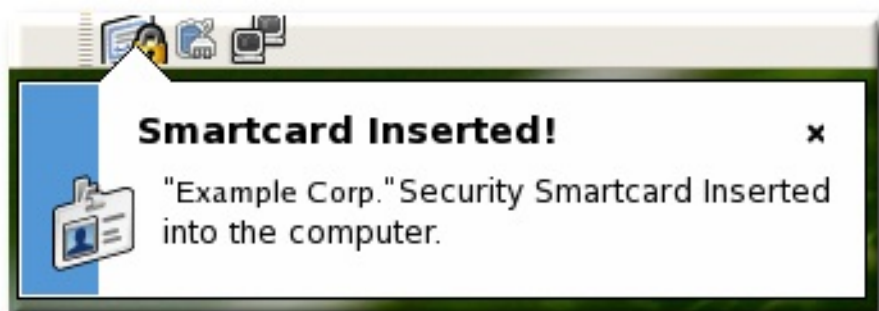 Smartcard Inserted! x
"Example Corp."Security Smartcard Inserted
into the computer.